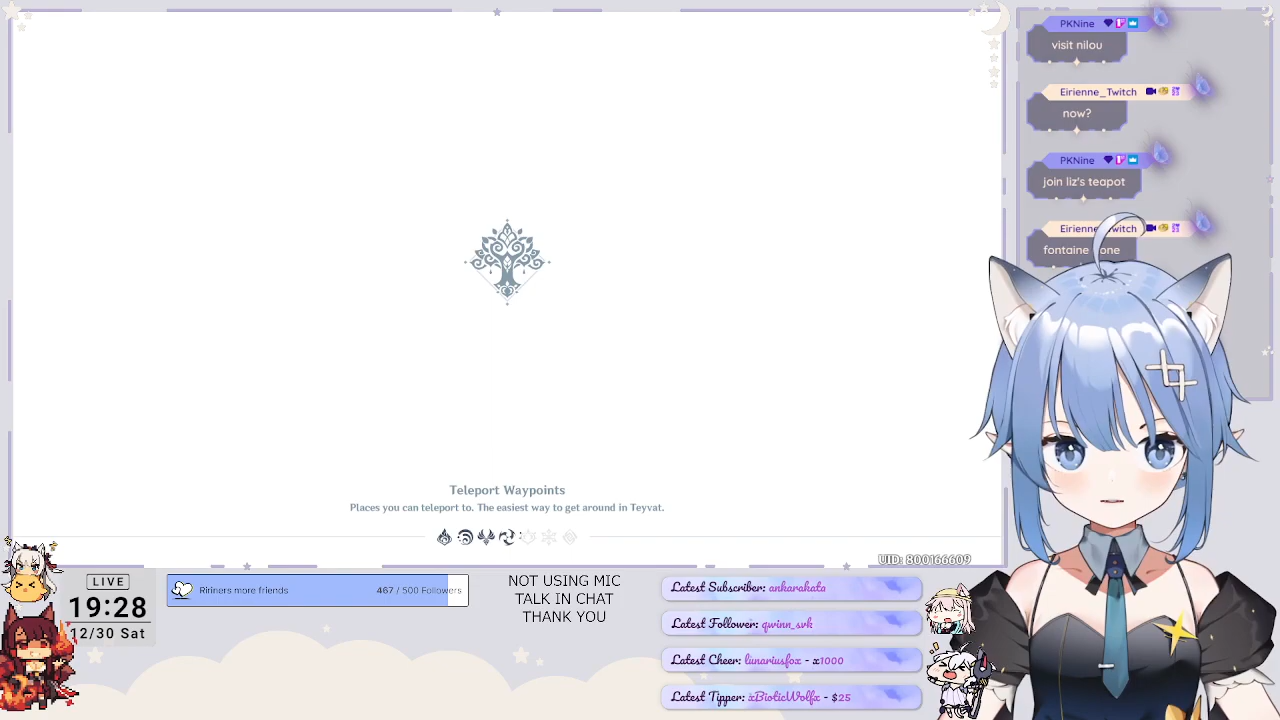 PKNine
visit nilou
Eirienne_Twitch
now?
PKNine
join liz's teapot
fontaine one
Teleport Waypoints
Places you can teleport to. The easiest way to get around in Teyvat.
UID: 800166609
LIVE
19:28
12/30 Sat
Ririners more friends
467 / 500 Followers
NOT USING MIC
TALK IN CHAT
THANK YOU
Latest Subscriber: ankarakata
Latest Follower: qwinn_svk
Latest Cheer: lunariusfox - x1000
Latest Tipper: xBioticWolfx - $25